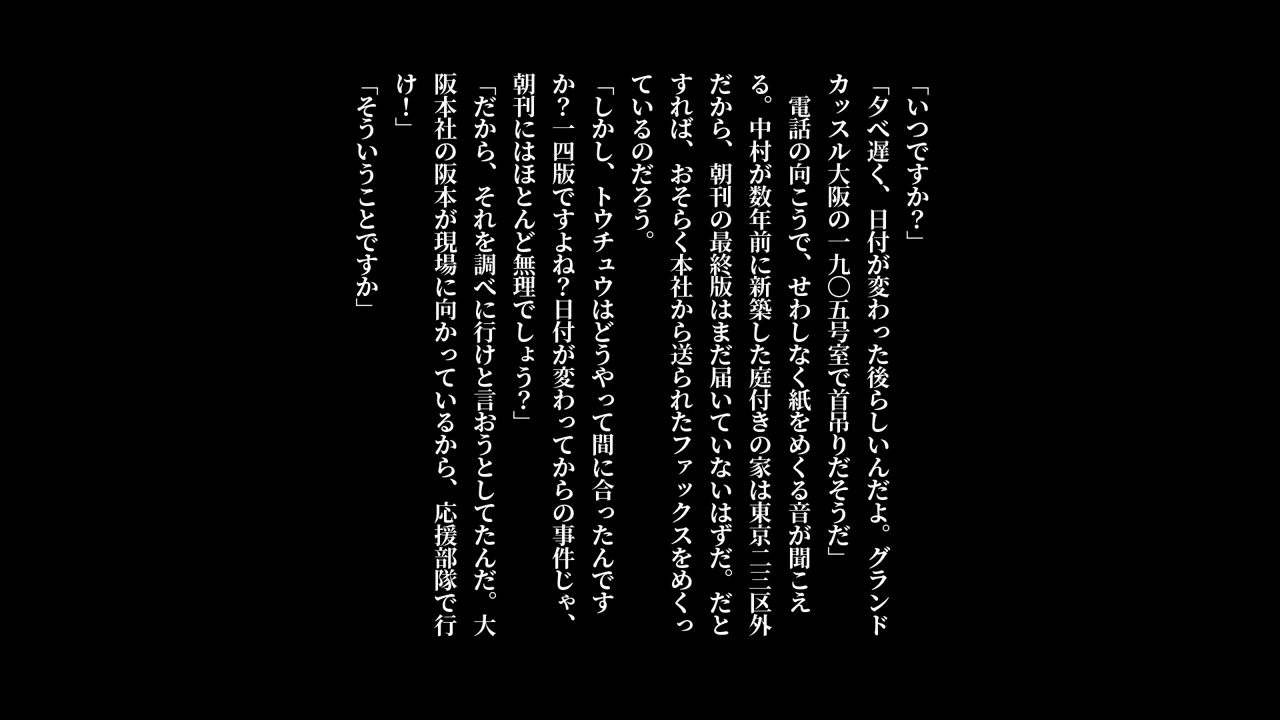 「いつですか？」
「夕べ遅く、日付が変わった後らしいんだよ。グランド
カッスル大阪の一九〇五号室で首吊りだそうだ」
　電話の向こうで、せわしなく紙をめくる音が聞こえ
る。中村が数年前に新築した庭付きの家は東京二三区外
だから、朝刊の最終版はまだ届いていないはずだ。だと
すれば、おそらく本社から送られたファックスをめくっ
ているのだろう。
「しかし、トウチュウはどうやって間に合ったんです
か？一四版ですよね？日付が変わってからの事件じゃ、
朝刊にはほとんど無理でしょう？」
「だから、それを調べに行けと言おうとしてたんだ。大
阪本社の阪本が現場に向かっているから、応援部隊で行
け！」
「そういうことですか」